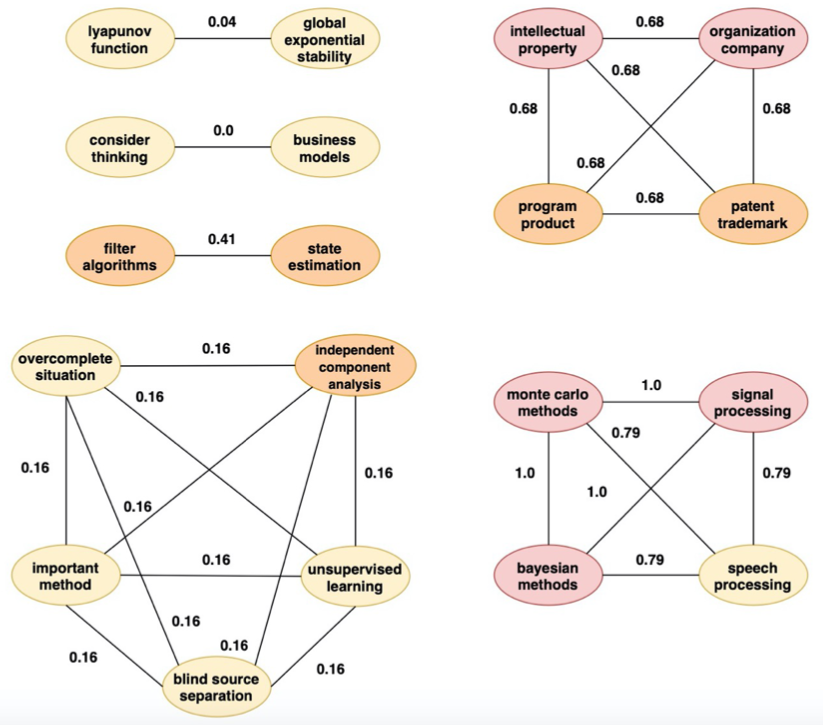 lyapunov
function
0.04
global
exponential
stability
consider
thinking
0.0
business
models
filter
algorithms
0.41
state
estimation
intellectual
property
0.68
organization
company
0.68
0.68
0.68
0.68
program
product
0.68
patent
trademark
overcomplete
situation
0.16
independent
component
analysis
0.16
0.16
0.16
0.16
important
method
0.16
unsupervised
learning
0.16
0.16
0.16
0.16
blind source
separation
monte carlo
methods
1.0
signal
processing
0.79
1.0
0.79
1.0
bayesian
methods
0.79
speech
processing